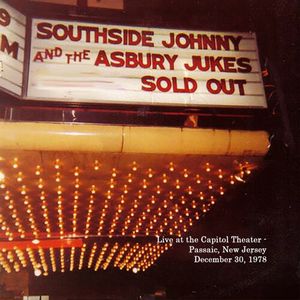 9
M
SOUTHSIDE JOHNNY
AND THE ASBURY JUKES
SOLD OUT
Live at the Capitol Theater -
Passaic, New Jersey
December 30, 1978